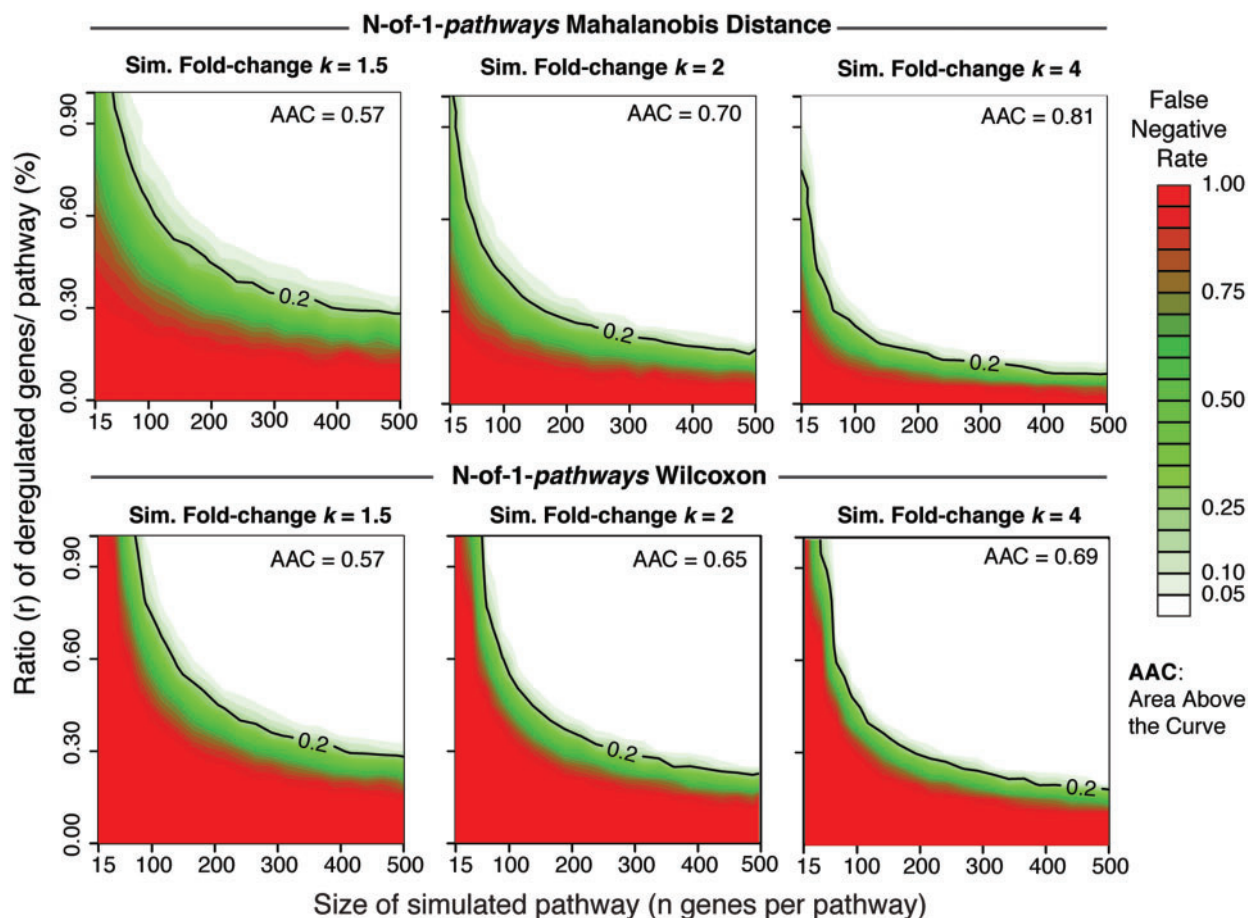 N-of-1-pathways Mahalanobis Distance
Sim. Fold-change k = 1.5
Sim. Fold-change k = 2
Sim. Fold-change k = 4
AAC = 0.57
AAC = 0.70
AAC = 0.81
0.2
0.2
0.2
0.90
0.60
0.30
0.00
15 100 200 300 400 500
15 100 200 300 400 500
15 100 200 300 400 500
N-of-1-pathways Wilcoxon
Sim. Fold-change k = 1.5
Sim. Fold-change k = 2
Sim. Fold-change k = 4
AAC = 0.57
AAC = 0.65
AAC = 0.69
0.2
0.2
0.2
0.90
0.60
0.30
0.00
15 100 200 300 400 500
15 100 200 300 400 500
15 100 200 300 400 500
Ratio (r) of deregulated genes/ pathway (%)
Size of simulated pathway (n genes per pathway)
False
Negative
Rate
1.00
0.75
0.50
0.25
0.10
0.05
AAC:
Area Above
the Curve